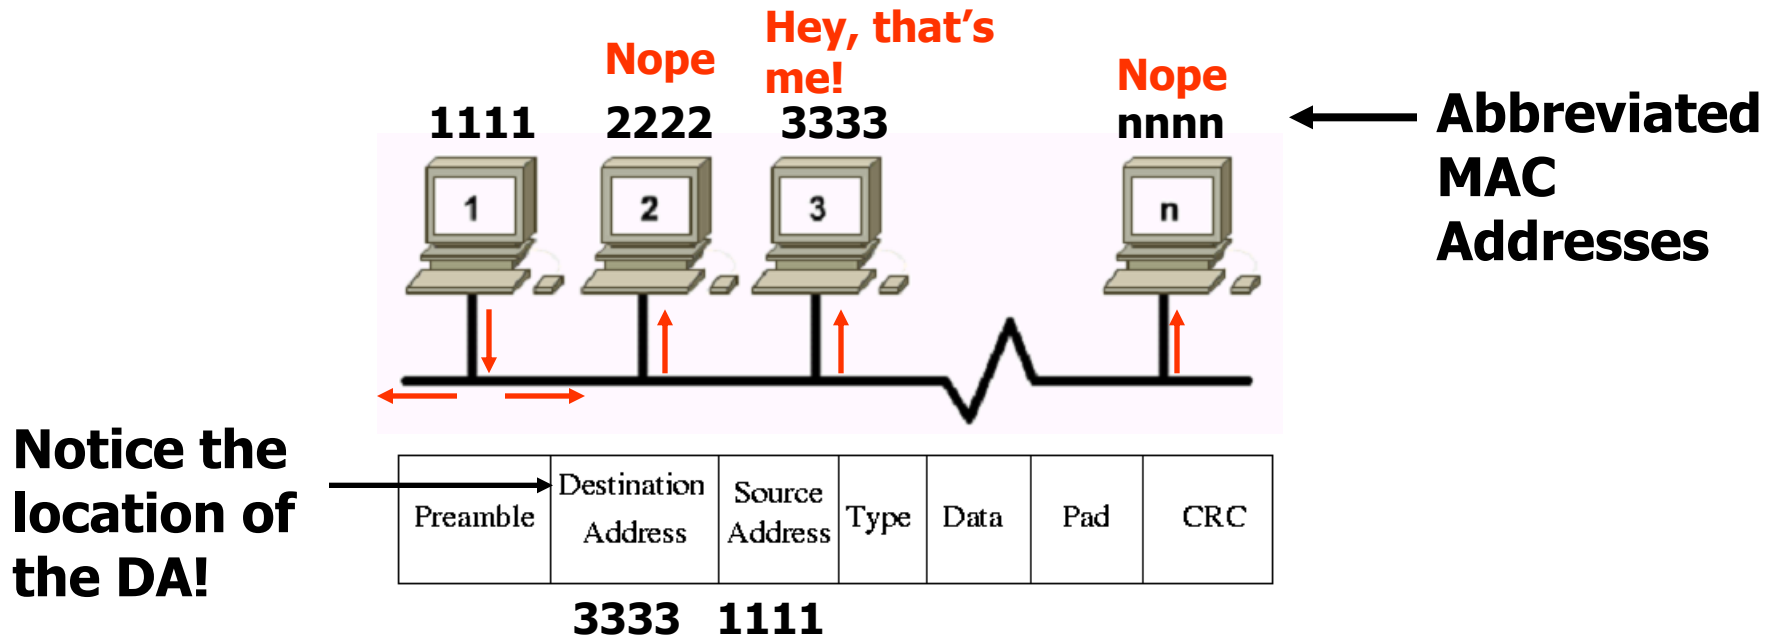 Hey, that’s
me!
Nope
Nope
1111
2222
3333
nnnn
Abbreviated
MAC
Addresses
1
2
3
n
Notice the
location of
the DA!
Preamble
Destination
Address
Source
Address
Type
Data
Pad
CRC
3333
1111